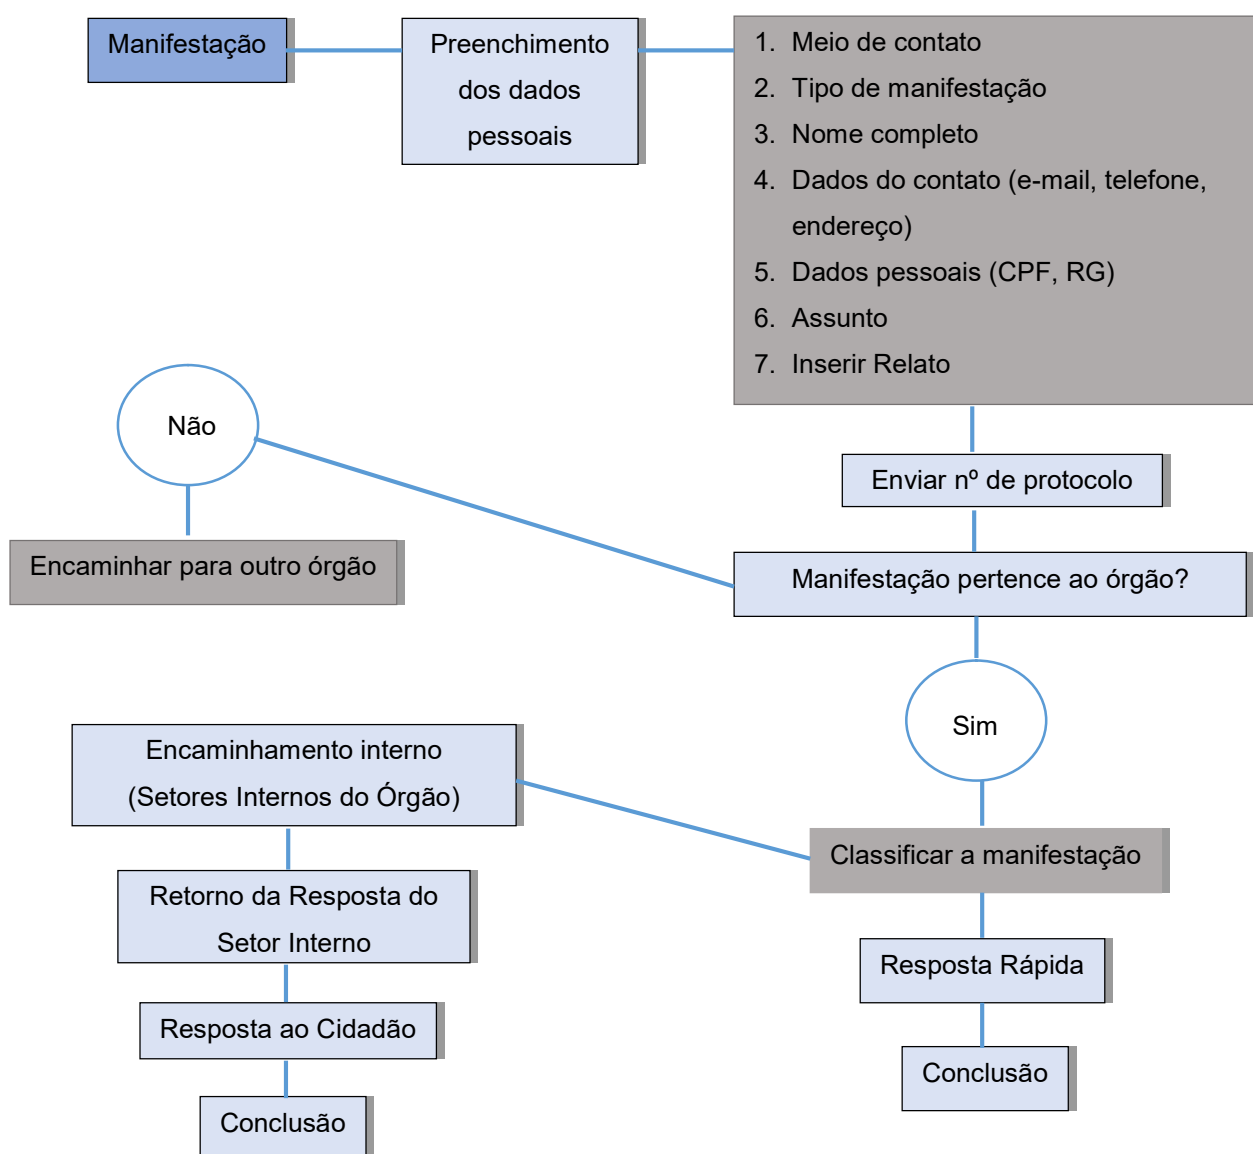 Manifestação
Preenchimento
dos dados
pessoais
1. Meio de contato
2. Tipo de manifestação
3. Nome completo
4. Dados do contato (e-mail, telefone,
endereço)
5. Dados pessoais (CPF, RG)
6. Assunto
7. Inserir Relato
Enviar nº de protocolo
Manifestação pertence ao órgão?
Não
Encaminhar para outro órgão
Sim
Classificar a manifestação
Encaminhamento interno
(Setores Internos do Órgão)
Retorno da Resposta do
Setor Interno
Resposta ao Cidadão
Conclusão
Resposta Rápida
Conclusão